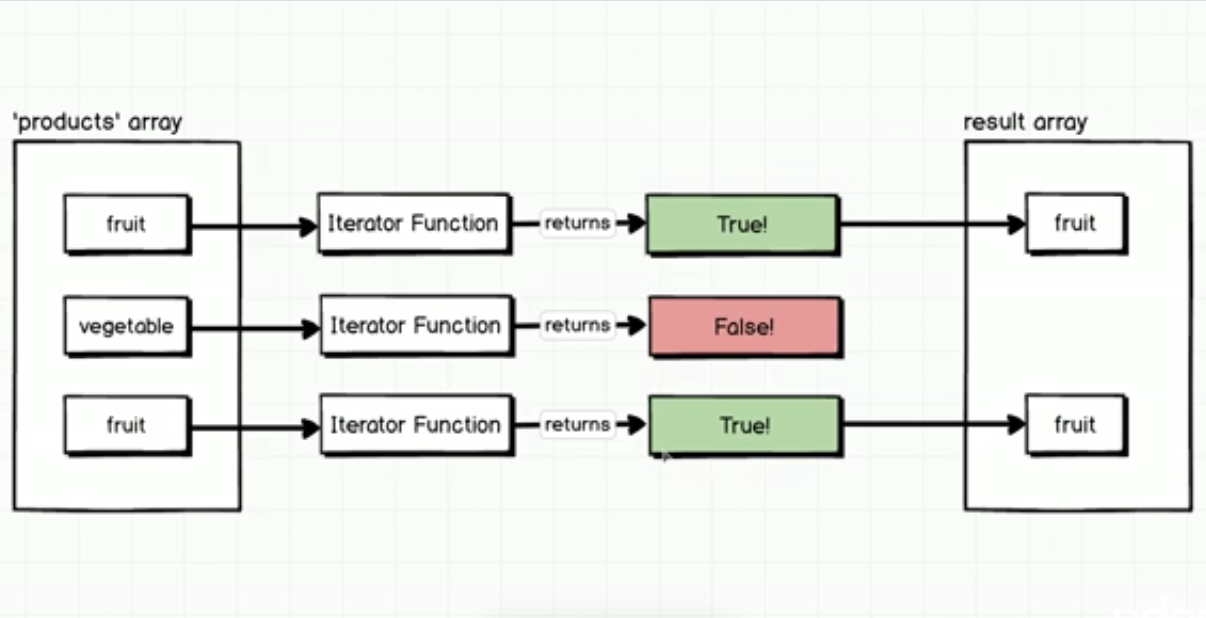 'products' array
result array
fruit
Iterator Function
returns
True!
fruit
vegetable
Iterator Function
returns
False!
fruit
Iterator Function
returns
True!
fruit